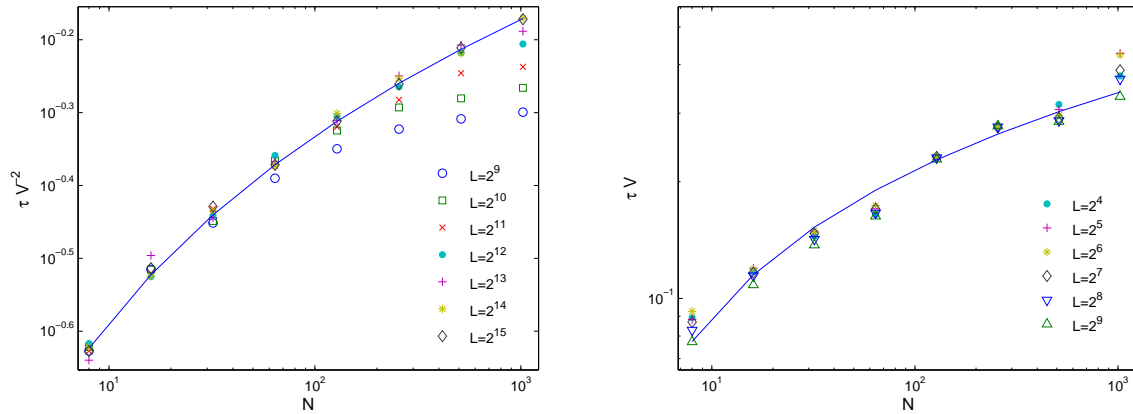 10^-0.2
10^-0.3
10^-0.4
10^-0.5
10^-0.6
τ V^-2
10^1
10^2
10^3
N
L=2^9
L=2^10
L=2^11
L=2^12
L=2^13
L=2^14
L=2^15
10^-1
τ V
10^1
10^2
10^3
N
L=2^4
L=2^5
L=2^6
L=2^7
L=2^8
L=2^9